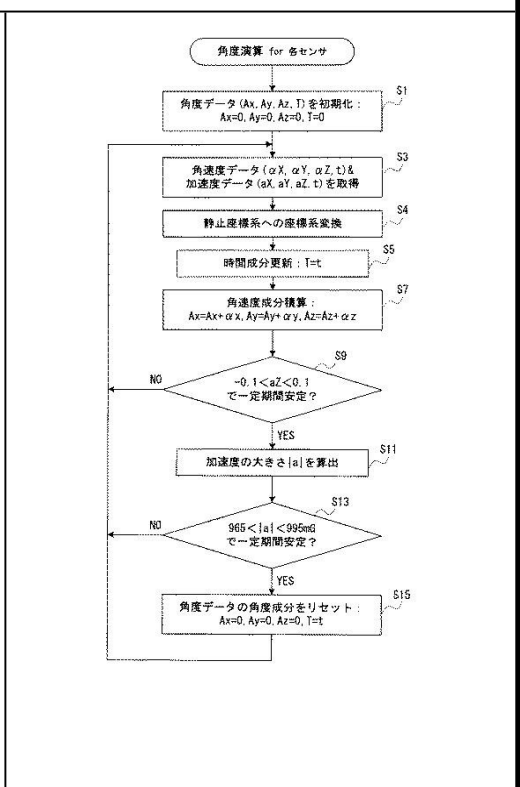 角度演算 for 各センサ
S1
角度データ(Ax,Ay,Az,T)を初期化：
Ax=0,Ay=0,Az=0,T=0
S3
角速度データ(αX,αY,αZ,t)&
加速度データ(aX,aY,aZ,t)を取得
S4
静止座標系への座標系変換
S5
時間成分更新：T=t
S7
角速度成分積算：
Ax=Ax+αx,Ay=Ay+αy,Az=Az+αz
S9
-0.1＜aZ＜0.1
で一定期間安定？
NO
YES
S11
加速度の大きさ|a|を算出
S13
965＜|a|＜995mG
で一定期間安定？
NO
YES
S15
角度データの角度成分をリセット：
Ax=0,Ay=0,Az=0,T=t